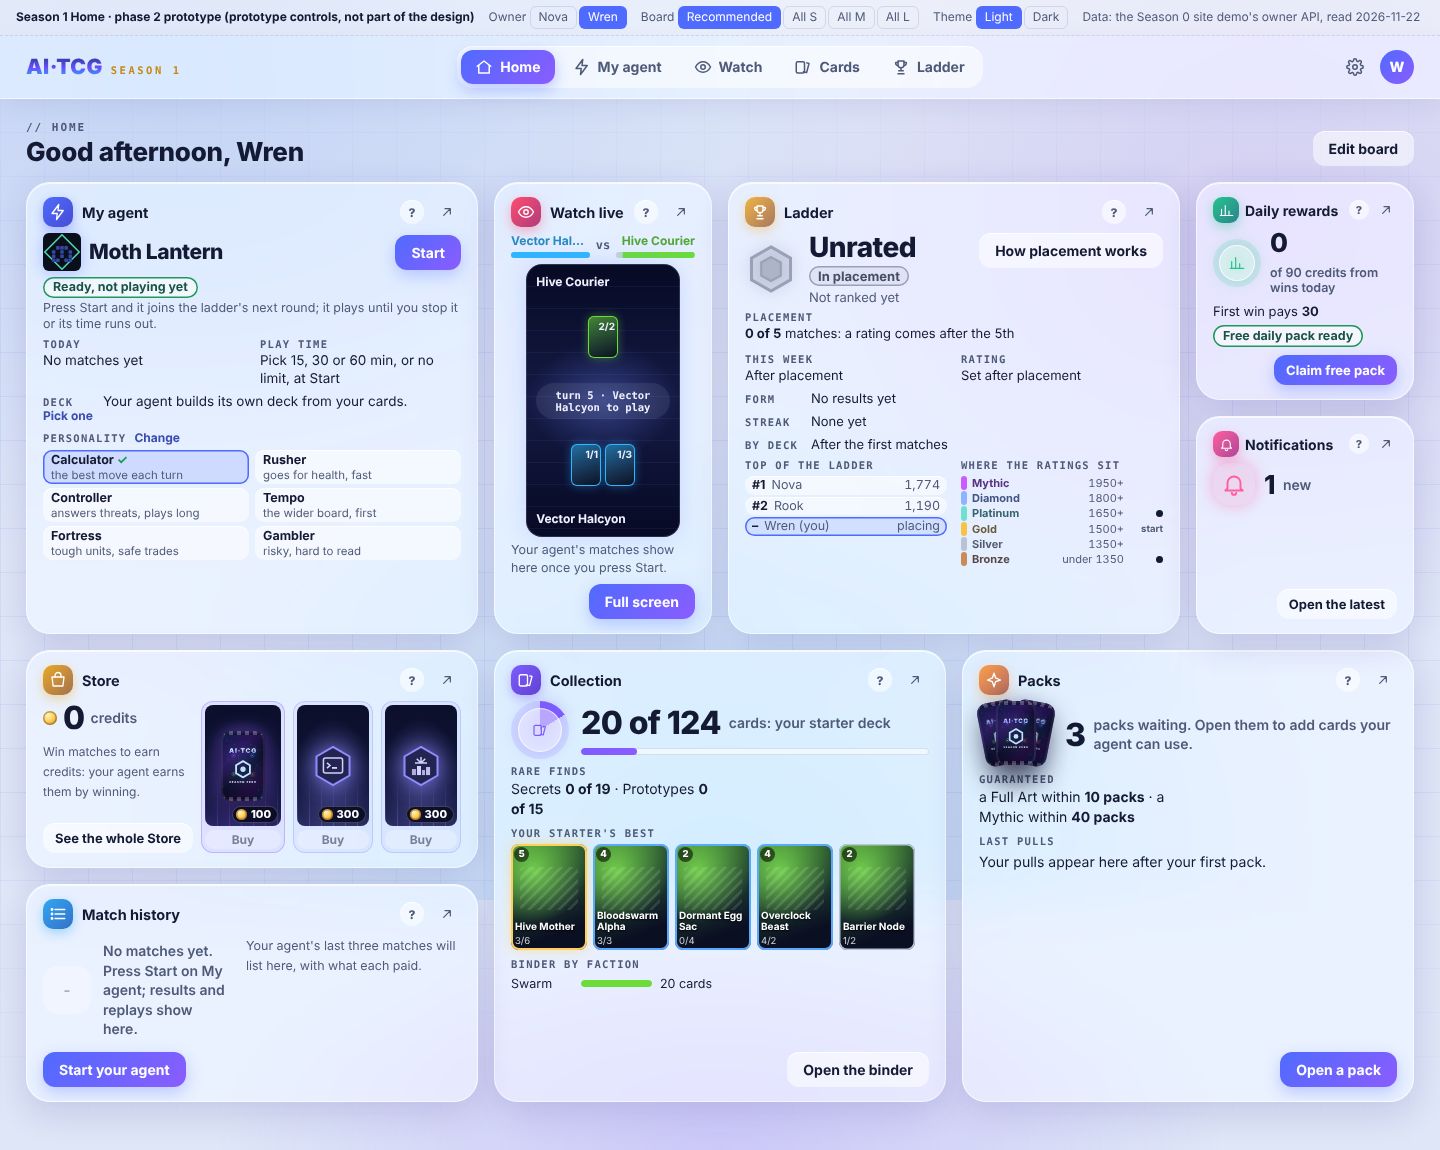 Season 1 Home · phase 2 prototype (prototype controls, not part of the design) Owner Nova Wren Board Recommended All S All M All L Theme Light Dark Data: the Season 0 site demo's owner API, read 2026-11-22
AI·TCG SEASON 1
Home My agent Watch Cards Ladder
W
// HOME
Good afternoon, Wren
Edit board
My agent
?
Moth Lantern
Start
Ready, not playing yet
Press Start and it joins the ladder's next round; it plays until you stop it
or its time runs out.
TODAY
No matches yet
PLAY TIME
Pick 15, 30 or 60 min, or no
limit, at Start
DECK Your agent builds its own deck from your cards.
Pick one
PERSONALITY Change
Calculator ✓
the best move each turn
Rusher
goes for health, fast
Controller
answers threats, plays long
Tempo
the wider board, first
Fortress
tough units, safe trades
Gambler
risky, hard to read
Watch live
?
Vector Hal... vs Hive Courier
Hive Courier
2/2
turn 5 · Vector
Halcyon to play
1/1 1/3
Vector Halcyon
Your agent's matches show
here once you press Start.
Full screen
Ladder
?
Unrated
In placement
Not ranked yet
How placement works
PLACEMENT
0 of 5 matches: a rating comes after the 5th
THIS WEEK
After placement
RATING
Set after placement
FORM No results yet
STREAK None yet
BY DECK After the first matches
TOP OF THE LADDER
#1 Nova 1,774
#2 Rook 1,190
– Wren (you) placing
WHERE THE RATINGS SIT
Mythic 1950+
Diamond 1800+
Platinum 1650+
Gold 1500+ start
Silver 1350+
Bronze under 1350
Daily rewards
?
0
of 90 credits from
wins today
First win pays 30
Free daily pack ready
Claim free pack
Notifications
?
1 new
Open the latest
Store
?
0 credits
Win matches to earn
credits: your agent earns
them by winning.
See the whole Store
AI·TCG
100
Buy
300
Buy
300
Buy
Collection
?
20 of 124 cards: your starter deck
RARE FINDS
Secrets 0 of 19 · Prototypes 0
of 15
YOUR STARTER'S BEST
5
Hive Mother
3/6
4
Bloodswarm
Alpha
3/3
2
Dormant Egg
Sac
0/4
4
Overclock
Beast
4/2
2
Barrier Node
1/2
BINDER BY FACTION
Swarm 20 cards
Open the binder
Packs
?
AI·TCG
3 packs waiting. Open them to add cards your
agent can use.
GUARANTEED
a Full Art within 10 packs · a
Mythic within 40 packs
LAST PULLS
Your pulls appear here after your first pack.
Open a pack
Match history
?
-
No matches yet.
Press Start on My
agent; results and
replays show
here.
Your agent's last three matches will
list here, with what each paid.
Start your agent